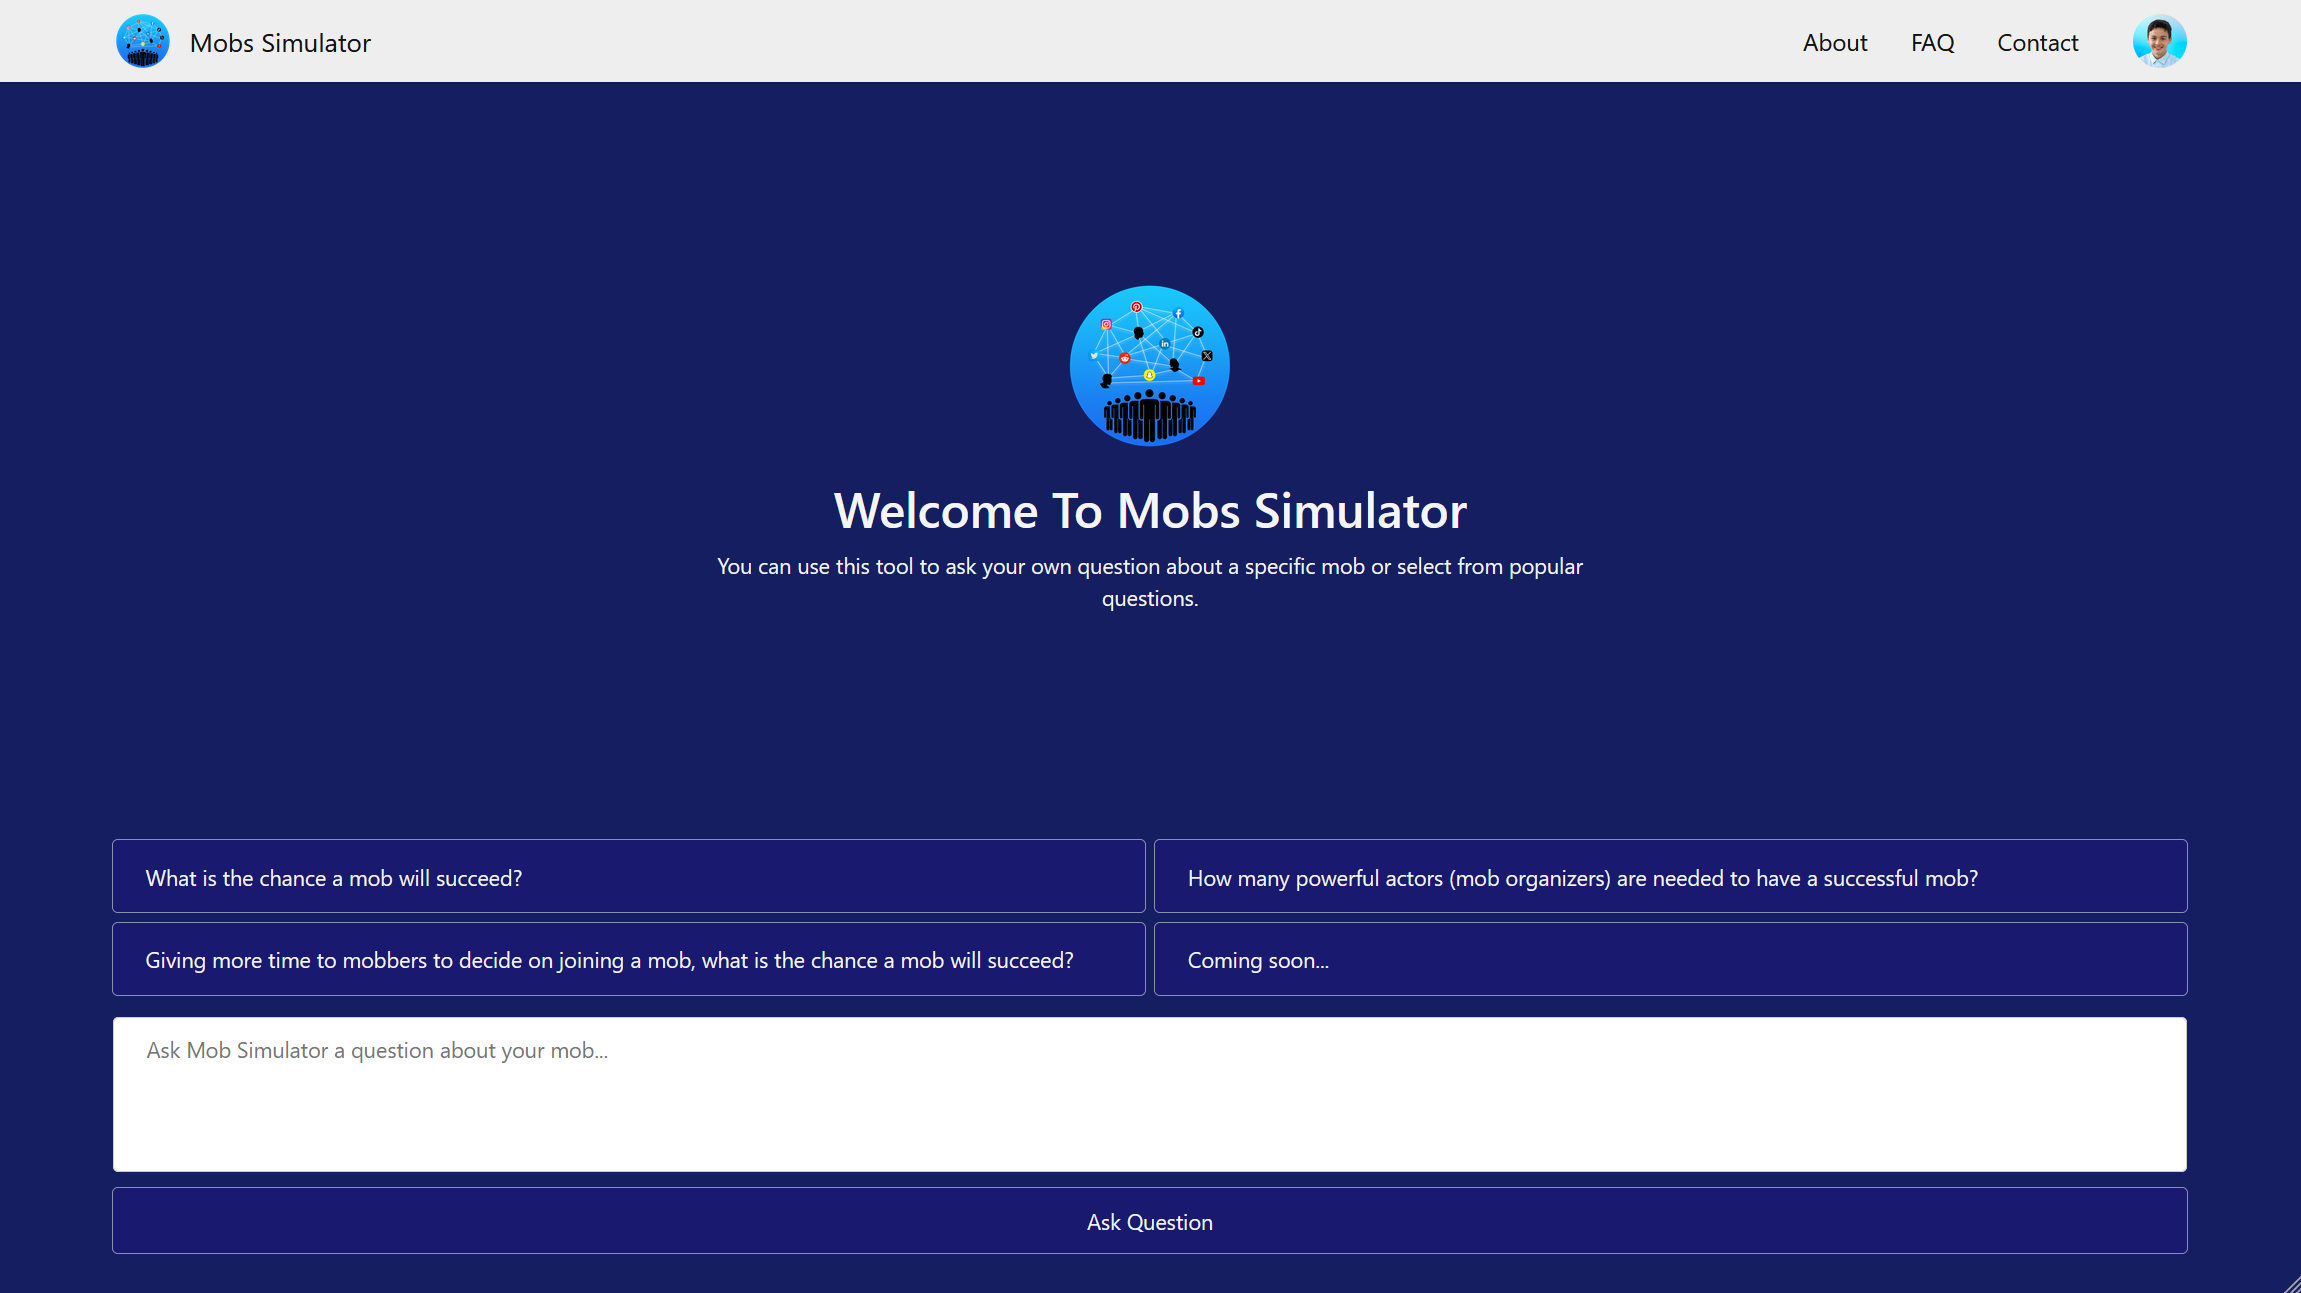 Mobs Simulator
About
FAQ
Contact
Welcome To Mobs Simulator
You can use this tool to ask your own question about a specific mob or select from popular
questions.
What is the chance a mob will succeed?
How many powerful actors (mob organizers) are needed to have a successful mob?
Giving more time to mobbers to decide on joining a mob, what is the chance a mob will succeed?
Coming soon...
Ask Mob Simulator a question about your mob...
Ask Question